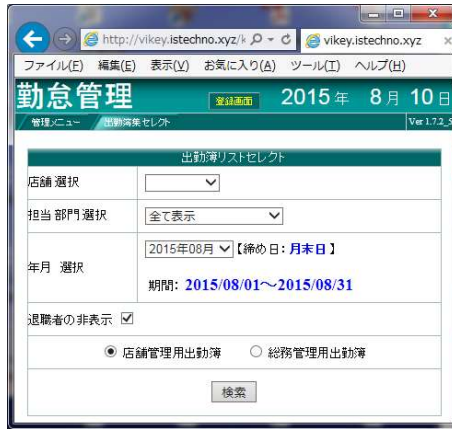 http://vikey.istechno.xyz/k
vikey.istechno.xyz
ファイル(F) 編集(E) 表示(V) お気に入り(A) ツール(T) ヘルプ(H)
勤怠管理 登録画面 2015年 8月 10日
管理メニュー 出勤簿集セレクト Ver 1.7.2_5
出勤簿リストセレクト
店舗 選択
担当 部門 選択 全て表示
年月 選択 2015年08月 【締め日: 月末日 】
期間: 2015/08/01～2015/08/31
退職者の非表示
店舗管理用出勤簿 総務管理用出勤簿
検索